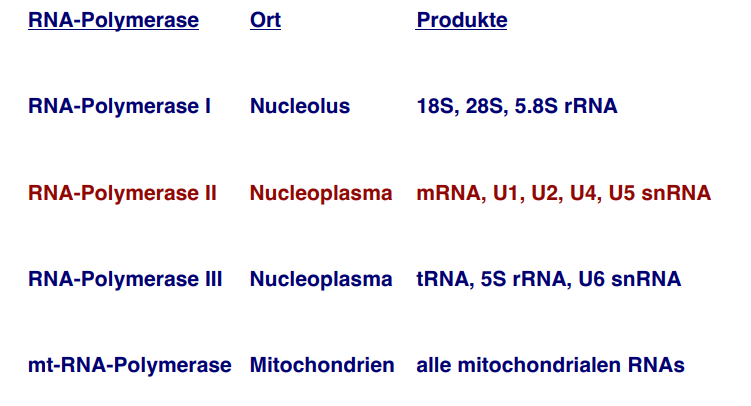 RNA-Polymerase Ort Produkte
RNA-Polymerase I Nucleolus 18S, 28S, 5.8S rRNA
RNA-Polymerase II Nucleoplasma mRNA, U1, U2, U4, U5 snRNA
RNA-Polymerase III Nucleoplasma tRNA, 5S rRNA, U6 snRNA
mt-RNA-Polymerase Mitochondrien alle mitochondrialen RNAs